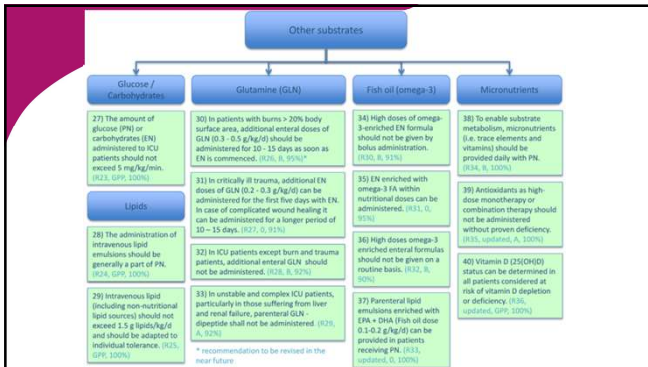 Other substrates
Glucose /
Carbohydrates
27) The amount of
glucose (PN) or
carbohydrates (EN)
administered to ICU
patients should not
exceed 5 mg/kg/min.
(R23, GPP, 100%)
Lipids
28) The administration of
intravenous lipid
emulsions should be
generally a part of PN.
(R24, GPP, 100%)
29) Intravenous lipid
(including non-nutritional
lipid sources) should not
exceed 1.5 g lipids/kg/d
and should be adapted to
individual tolerance. (R25,
GPP, 100%)
Glutamine (GLN)
30) In patients with burns > 20% body
surface area, additional enteral doses of
GLN (0.3 - 0.5 g/kg/d) should be
administered for 10 - 15 days as soon as
EN is commenced. (R26, B, 95%)*
31) In critically ill trauma, additional EN
doses of GLN (0.2 - 0.3 g/kg/d) can be
administered for the first five days with EN.
In case of complicated wound healing it can
be administered for a longer period of
10 – 15 days. (R27, 0, 91%)
32) In ICU patients except burn and trauma
patients, additional enteral GLN should
not be administered. (R28, B, 92%)
33) In unstable and complex ICU patients,
particularly in those suffering from liver
and renal failure, parenteral GLN -
dipeptide shall not be administered. (R29,
A, 92%)
* recommendation to be revised in the
near future
Fish oil (omega-3)
34) High doses of omega-
3-enriched EN formula
should not be given by
bolus administration.
(R30, B, 91%)
35) EN enriched with
omega-3 FA within
nutritional doses can be
administered. (R31, 0,
95%)
36) High doses omega-3
enriched enteral formulas
should not be given on a
routine basis. (R32, B,
90%)
37) Parenteral lipid
emulsions enriched with
EPA + DHA (Fish oil dose
0.1-0.2 g/kg/d) can be
provided in patients
receiving PN. (R33,
updated, 0, 100%)
Micronutrients
38) To enable substrate
metabolism, micronutrients
(i.e. trace elements and
vitamins) should be
provided daily with PN.
(R34, B, 100%)
39) Antioxidants as high-
dose monotherapy or
combination therapy should
not be administered
without proven deficiency.
(R35, updated, A, 100%)
40) Vitamin D (25(OH)D)
status can be determined in
all patients considered at
risk of vitamin D depletion
or deficiency. (R36,
updated, GPP, 100%)